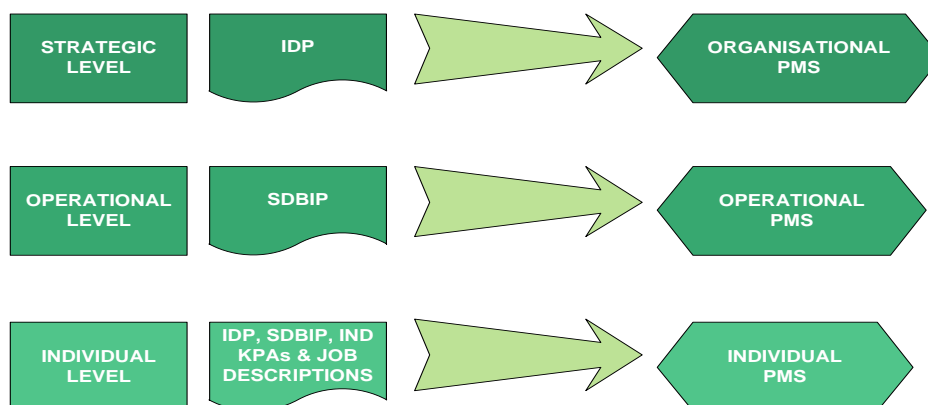 STRATEGIC
LEVEL
IDP
ORGANISATIONAL
PMS
OPERATIONAL
LEVEL
SDBIP
OPERATIONAL
PMS
INDIVIDUAL
LEVEL
IDP, SDBIP, IND
KPAs & JOB
DESCRIPTIONS
INDIVIDUAL
PMS